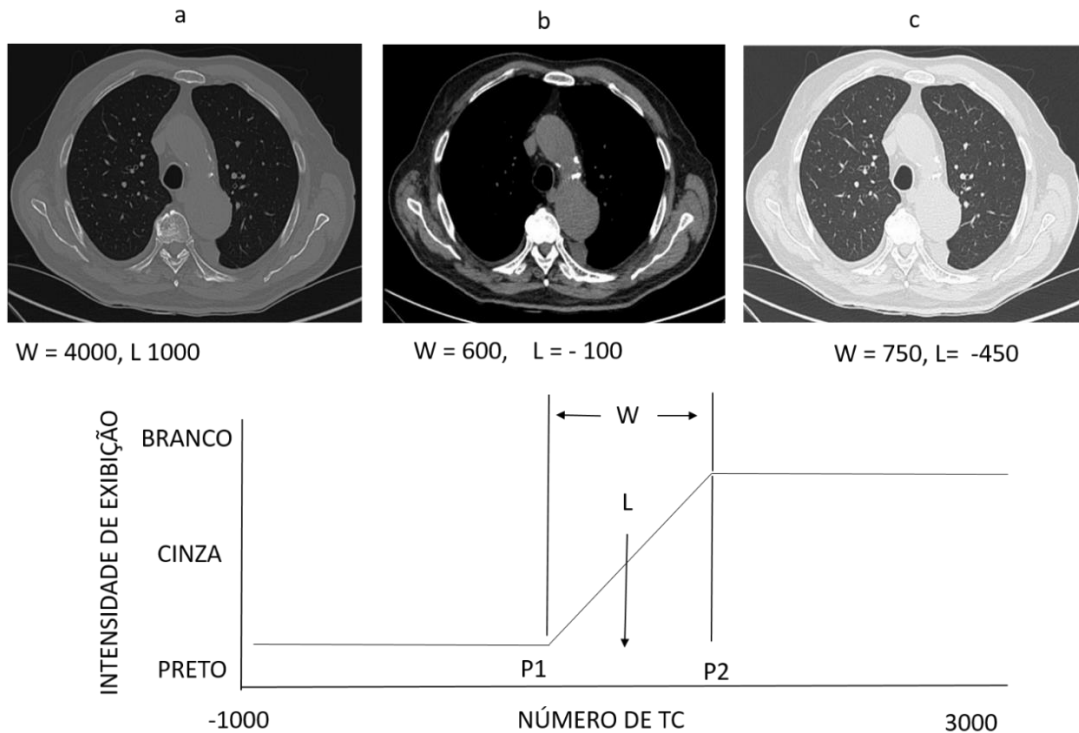 a
b
c
W = 4000, L 1000
W = 600, L = - 100
W = 750, L= -450
INTENSIDADE DE EXIBIÇÃO
BRANCO
CINZA
PRETO
W
L
P1
P2
-1000
NÚMERO DE TC
3000